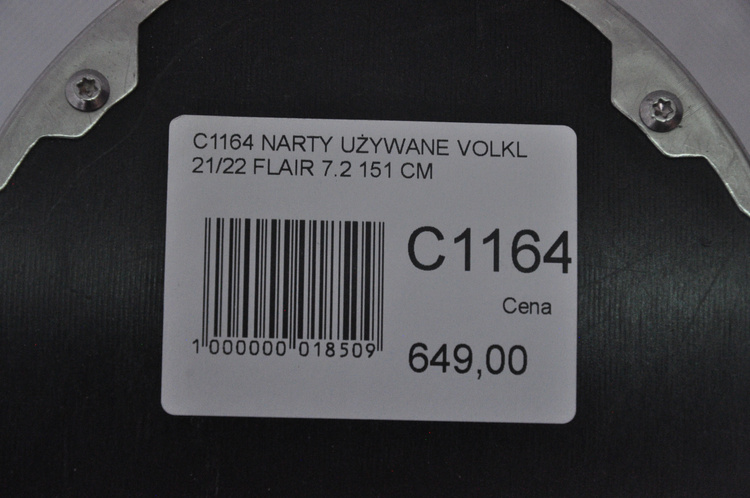 C1164 NARTY UŻYWANE VOLKL
21/22 FLAIR 7.2 151 CM
C1164
Cena
649,00
1 000000 018509